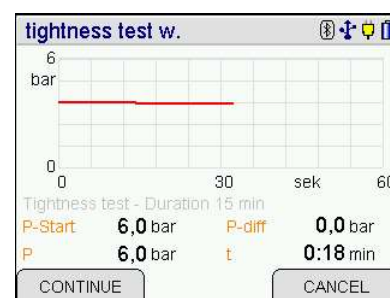 tightness test w.
6
bar
0
0 30 sek 60
Tightness test - Duration 15 min
P-Start 6,0 bar P-diff 0,0 bar
P 6,0 bar t 0:18 min
CONTINUE CANCEL